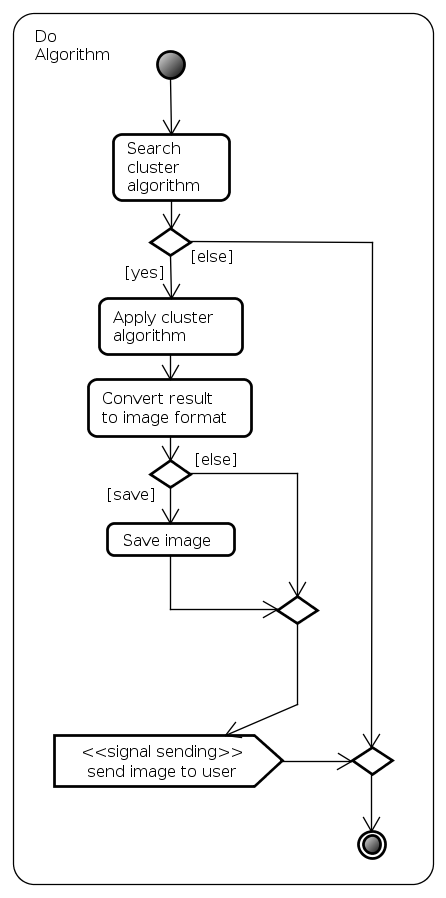 Do
Algorithm
Search
cluster
algorithm
[else]
[yes]
Apply cluster
algorithm
Convert result
to image format
[else]
[save]
Save image
<<signal sending>>
send image to user